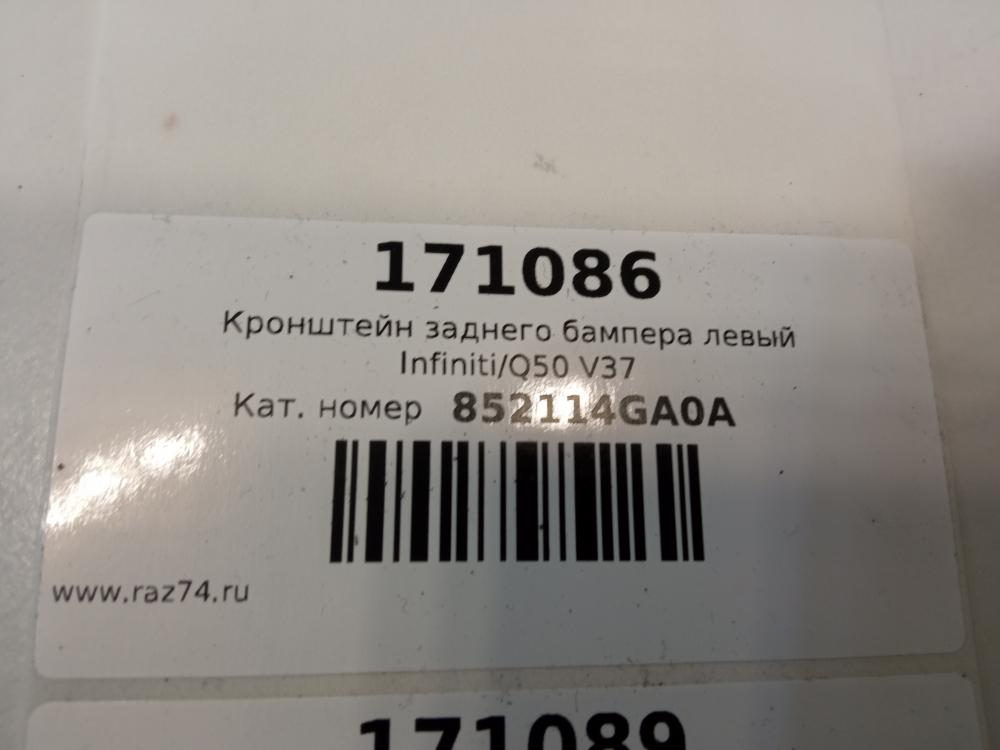 171086
Кронштейн заднего бампера левый
Infiniti/Q50 V37
Кат. номер 852114GA0A
www.raz74.ru
171089